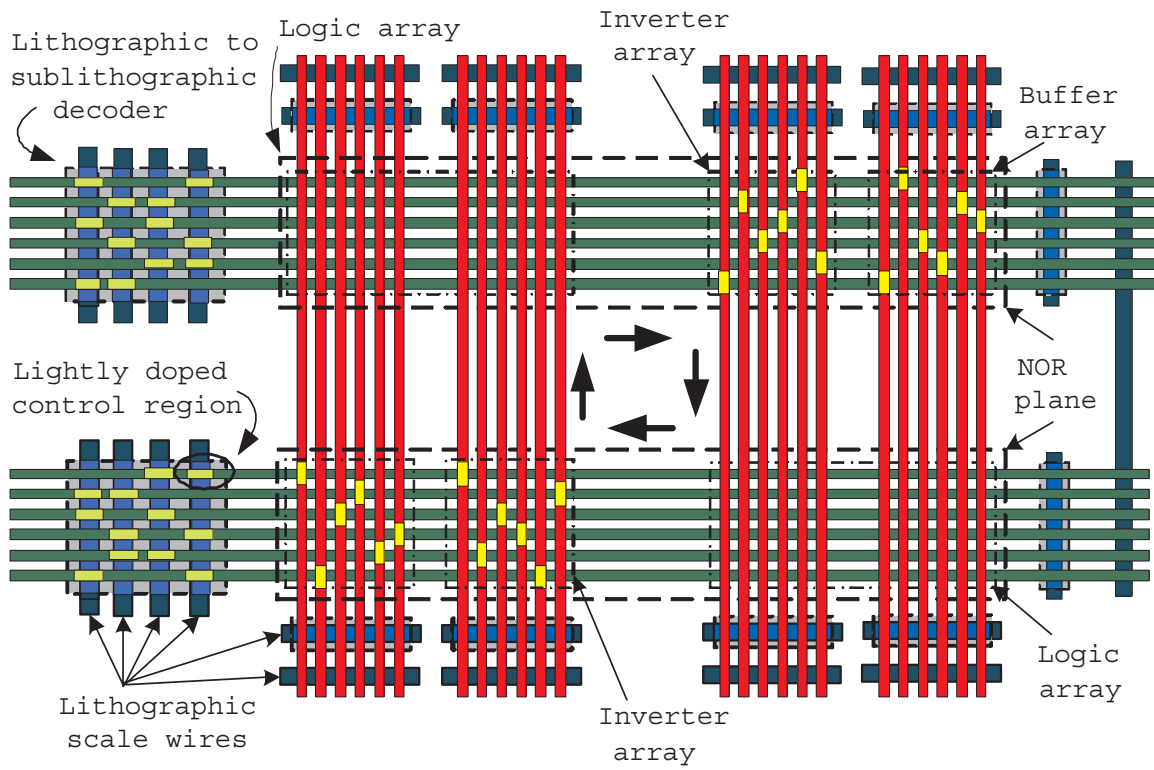 Lithographic to
sublithographic
decoder
Logic array
Inverter
array
Buffer
array
Lightly doped
control region
NOR
plane
Lithographic
scale wires
Inverter
array
Logic
array